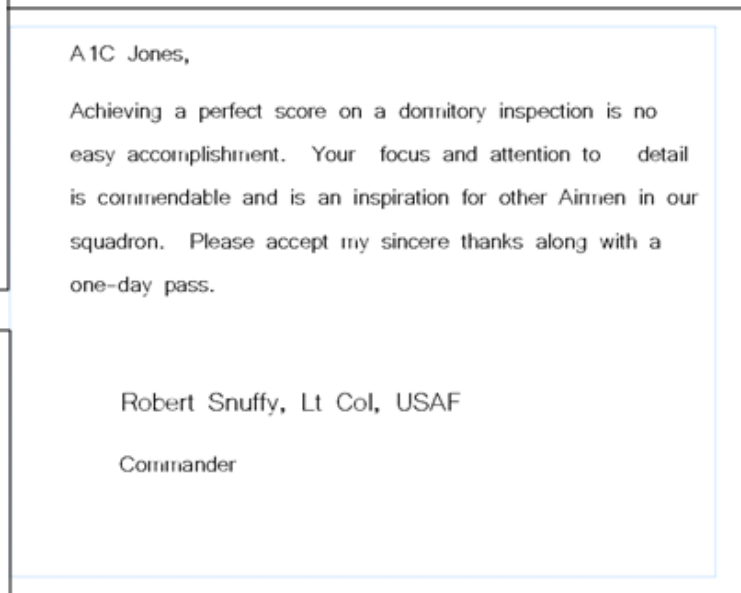 A1C Jones,
Achieving a perfect score on a dormitory inspection is no
easy accomplishment. Your focus and attention to detail
is commendable and is an inspiration for other Airmen in our
squadron. Please accept my sincere thanks along with a
one-day pass.
Robert Snuffy, Lt Col, USAF
Commander